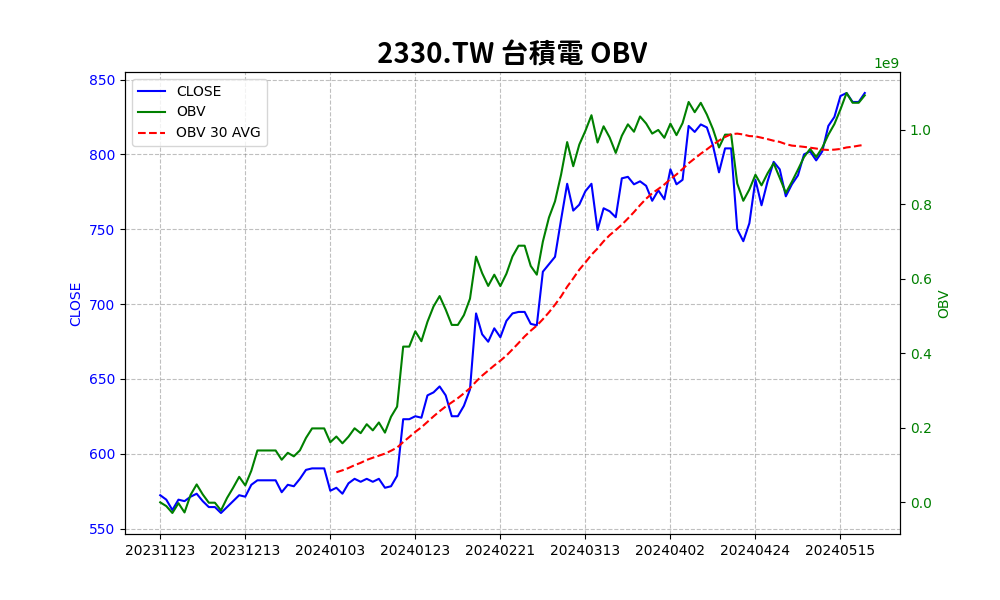 2330.TW 台積電 OBV
1e9
CLOSE
OBV
OBV 30 AVG
850
800
750
700
650
600
550
CLOSE
1.0
0.8
0.6
0.4
0.2
0.0
OBV
20231123 20231213 20240103 20240123 20240221 20240313 20240402 20240424 20240515